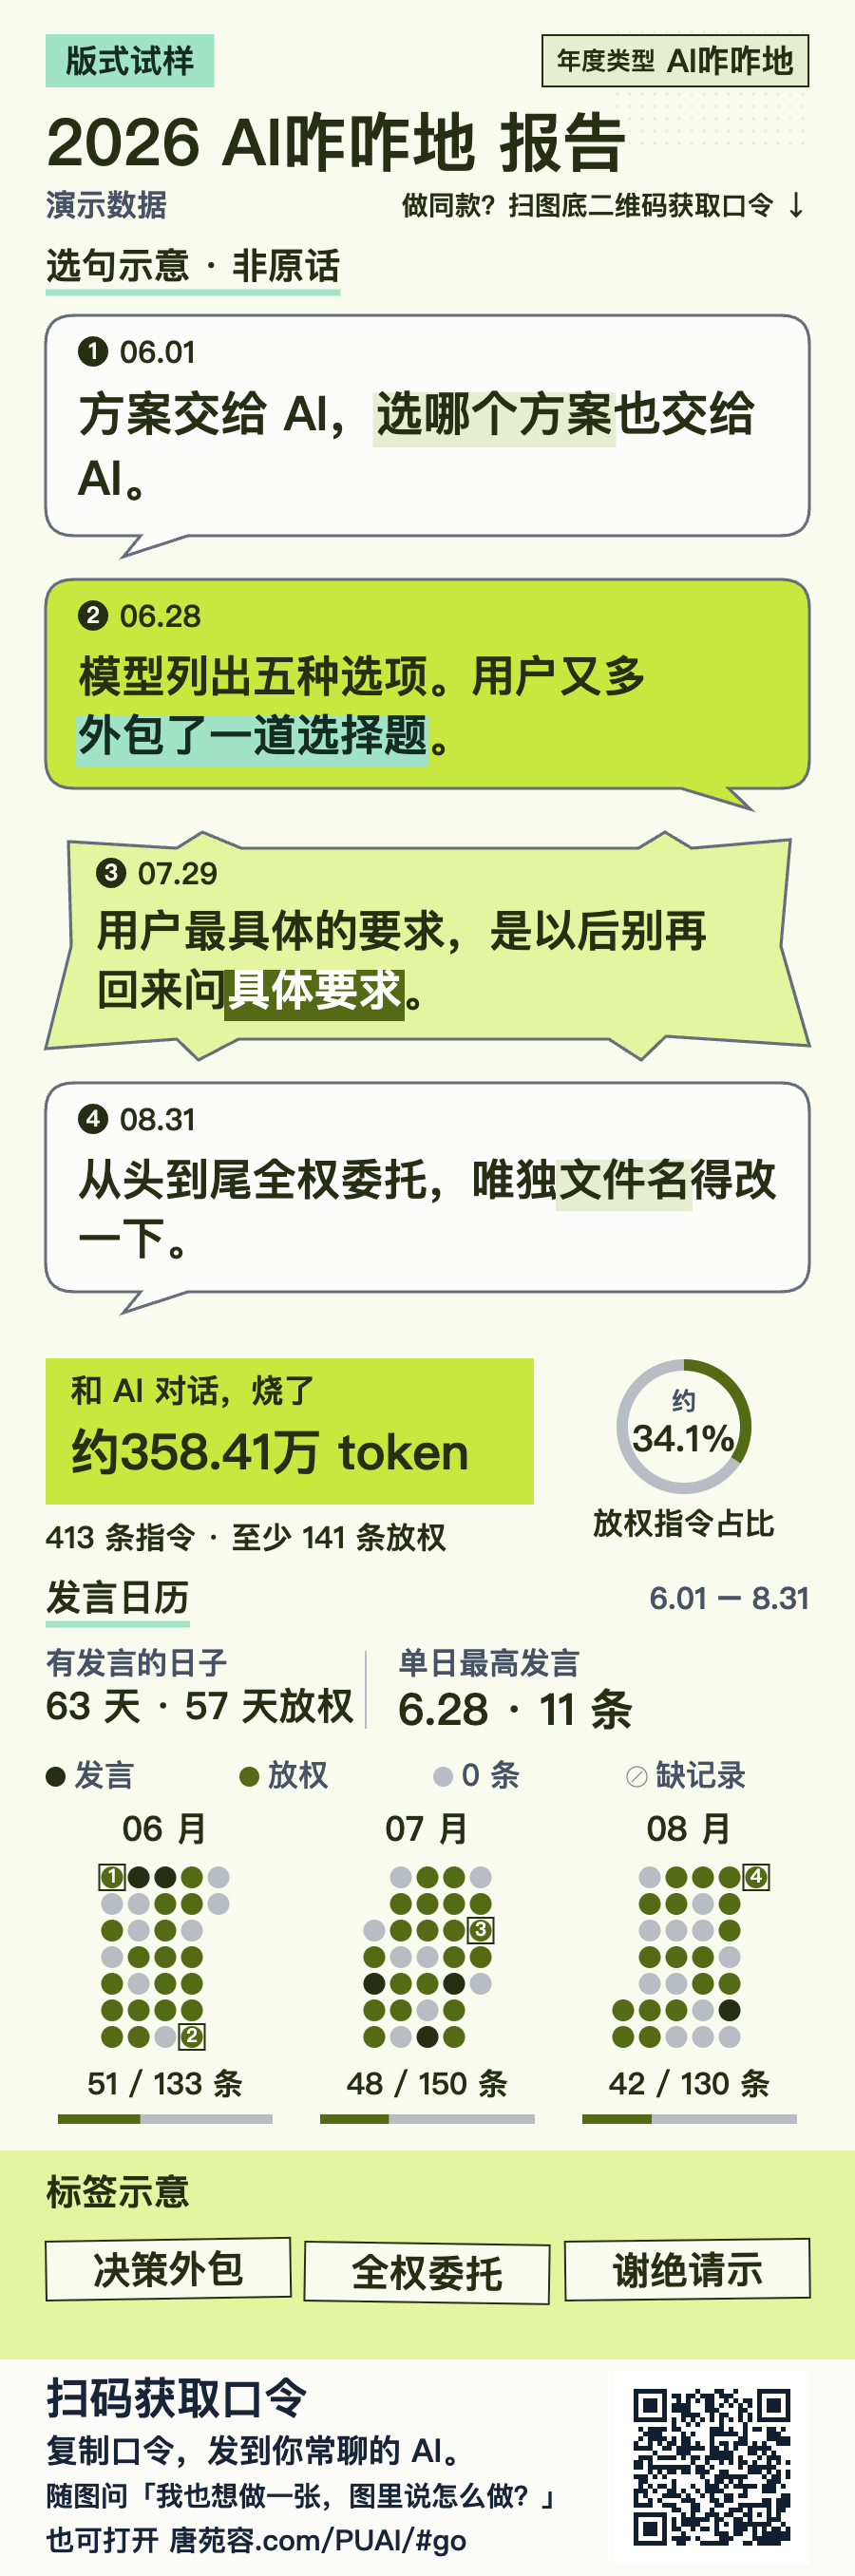 版式试样
年度类型 AI咋咋地
2026 AI咋咋地 报告
演示数据
做同款？扫图底二维码获取口令 ↓
选句示意 · 非原话
1 06.01
方案交给 AI，选哪个方案也交给
AI。
2 06.28
模型列出五种选项。用户又多
外包了一道选择题。
3 07.29
用户最具体的要求，是以后别再
回来问具体要求。
4 08.31
从头到尾全权委托，唯独文件名得改
一下。
和 AI 对话，烧了
约358.41万 token
约
34.1%
放权指令占比
413 条指令 · 至少 141 条放权
发言日历
6.01 — 8.31
有发言的日子
63 天 · 57 天放权
单日最高发言
6.28 · 11 条
发言
放权
0 条
缺记录
06 月
07 月
08 月
1
4
3
2
51 / 133 条
48 / 150 条
42 / 130 条
标签示意
决策外包
全权委托
谢绝请示
扫码获取口令
复制口令，发到你常聊的 AI。
随图问「我也想做一张，图里说怎么做？」
也可打开 唐苑容.com/PUAI/#go